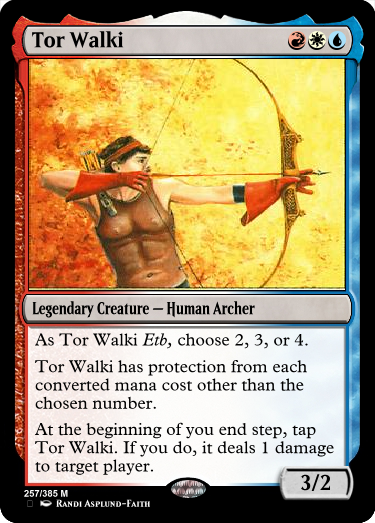 Tor Walki
Legendary Creature — Human Archer
As Tor Walki Etb, choose 2, 3, or 4.
Tor Walki has protection from each
converted mana cost other than the
chosen number.
At the beginning of you end step, tap
Tor Walki. If you do, it deals 1 damage
to target player.
3/2
257/385 M
Randi Asplund-Faith